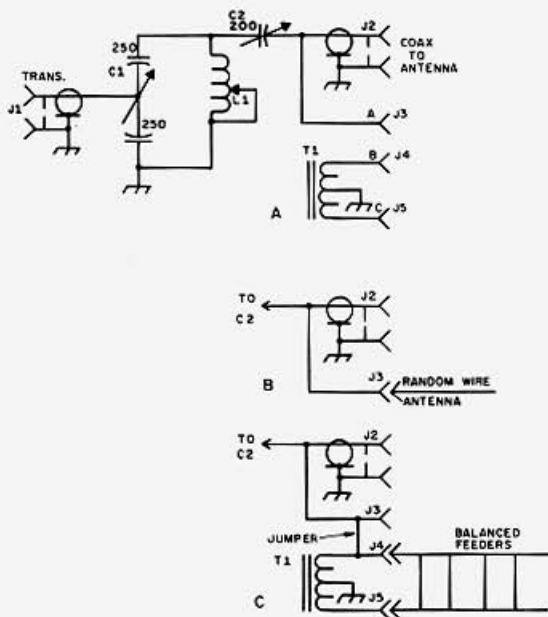 C2
200
J2
250
C1
TRANS.
COAX
TO
ANTENNA
J1
L1
250
A
J3
T1
B
J4
C
J5
A
TO
C2
J2
B
J3
RANDOM WIRE
ANTENNA
TO
C2
J2
J3
JUMPER
J4
BALANCED
FEEDERS
T1
C
J5